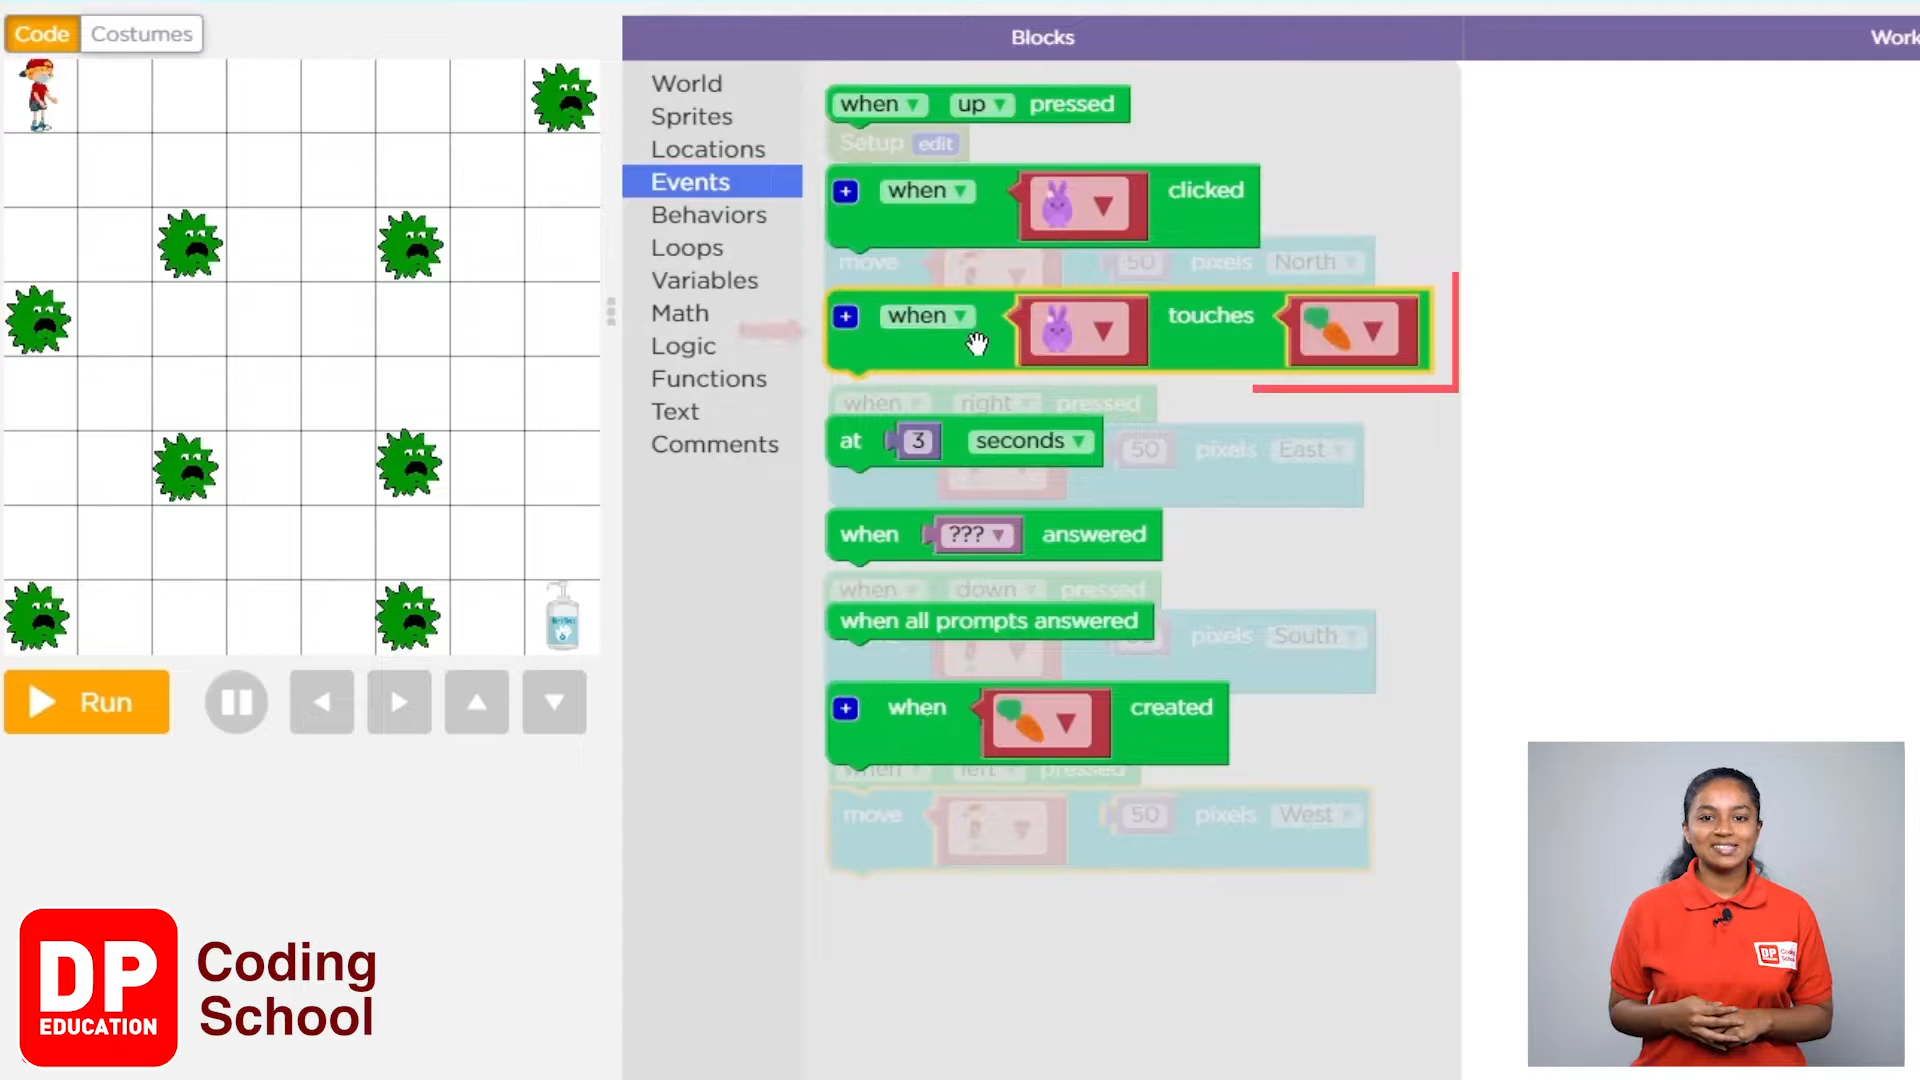 Code Costumes
Blocks
Work
World
Sprites
Locations
Events
Behaviors
Loops
Variables
Math
Logic
Functions
Text
Comments
when up pressed
Setup edit
when clicked
move 50 pixels North
when touches
when right pressed
at 3 seconds
50 pixels East
when ??? answered
when down pressed
when all prompts answered
pixels South
when created
when left pressed
move 50 pixels West
Run
DP
EDUCATION
Coding
School